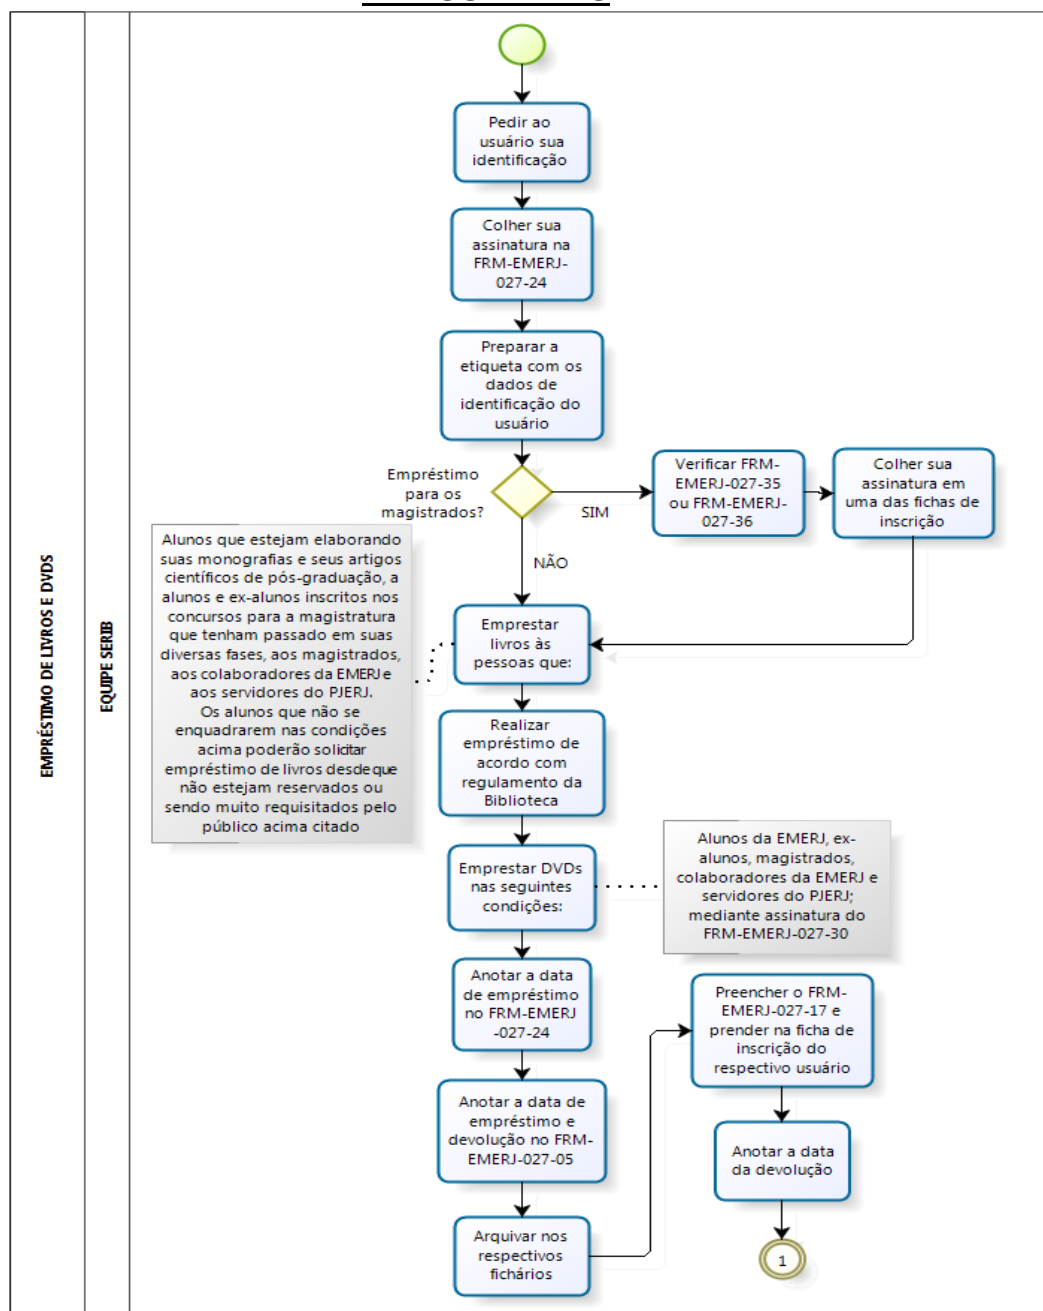 EMPRÉSTIMO DE LIVROS E DVDS
EQUIPE SERIB
Pedir ao
usuário sua
identificação
Colher sua
assinatura na
FRM-EMERJ-
027-24
Preparar a
etiqueta com os
dados de
identificação do
usuário
Empréstimo
para os
magistrados?
SIM
NÃO
Verificar FRM-
EMERJ-027-35
ou FRM-EMERJ-
027-36
Colher sua
assinatura em
uma das fichas de
inscrição
Alunos que estejam elaborando
suas monografias e seus artigos
científicos de pós-graduação, a
alunos e ex-alunos inscritos nos
concursos para a magistratura
que tenham passado em suas
diversas fases, aos magistrados,
aos colaboradores da EMERJ e
aos servidores do PJERJ.
Os alunos que não se
enquadrarem nas condições
acima poderão solicitar
empréstimo de livros desde que
não estejam reservados ou
sendo muito requisitados pelo
público acima citado
Emprestar
livros às
pessoas que:
Realizar
empréstimo de
acordo com
regulamento da
Biblioteca
Emprestar DVDs
nas seguintes
condições:
Alunos da EMERJ, ex-
alunos, magistrados,
colaboradores da EMERJ e
servidores do PJERJ;
mediante assinatura do
FRM-EMERJ-027-30
Anotar a data
de empréstimo
no FRM-EMERJ
-027-24
Anotar a data de
empréstimo e
devolução no FRM-
EMERJ-027-05
Arquivar nos
respectivos
fichários
Preencher o FRM-
EMERJ-027-17 e
prender na ficha de
inscrição do
respectivo usuário
Anotar a data
da devolução
1